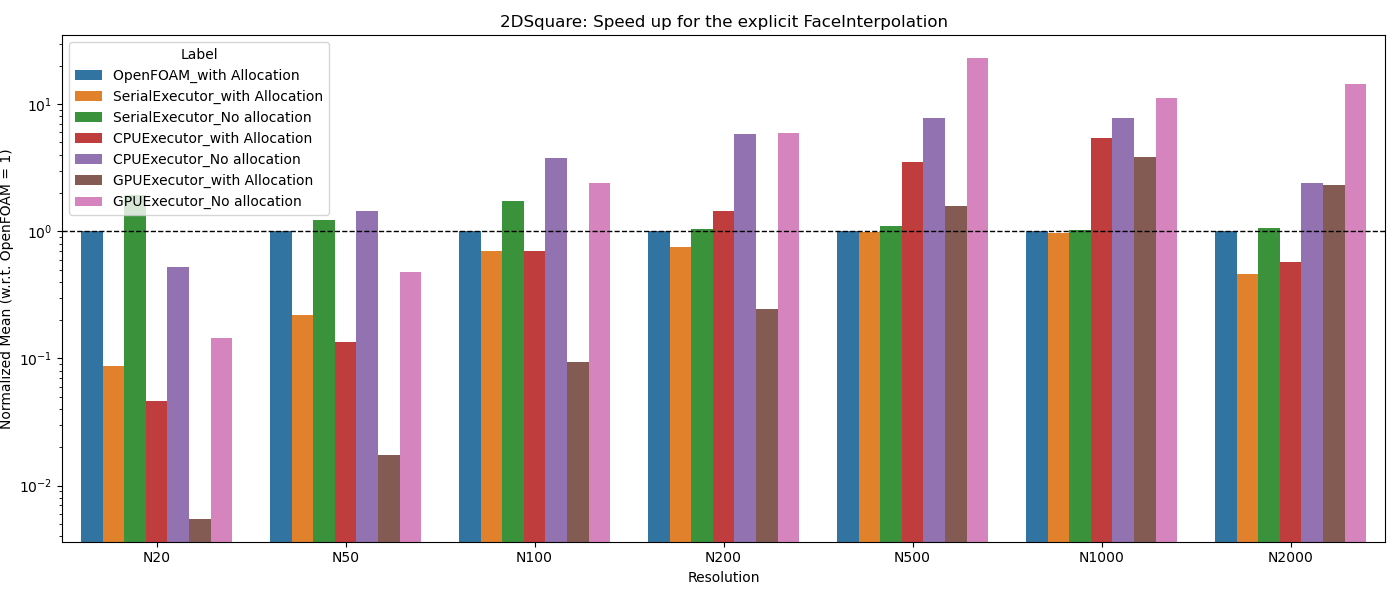 2DSquare: Speed up for the explicit FaceInterpolation
Normalized Mean (w.r.t. OpenFOAM = 1)
10¹
10⁰
10⁻¹
10⁻²
Label
OpenFOAM_with Allocation
SerialExecutor_with Allocation
SerialExecutor_No allocation
CPUExecutor_with Allocation
CPUExecutor_No allocation
GPUExecutor_with Allocation
GPUExecutor_No allocation
N20 N50 N100 N200 N500 N1000 N2000
Resolution